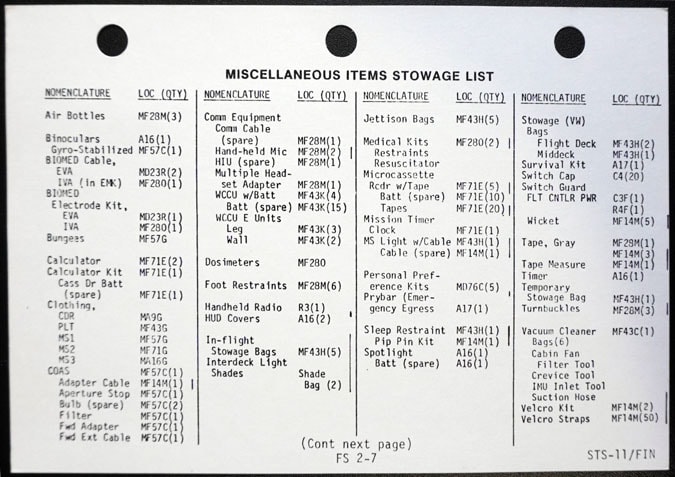 MISCELLANEOUS ITEMS STOWAGE LIST
NOMENCLATURE LOC (QTY)
Air Bottles MF28M(3)
Binoculars A16(1)
Gyro-Stabilized MF57C(1)
BIOMED Cable,
EVA MD23R(2)
IVA (in EMK) MF28O(1)
BIOMED
Electrode Kit,
EVA MD23R(1)
IVA MF28O(1)
Bungees MF57G
Calculator MF71E(2)
Calculator Kit MF71E(1)
Cass Dr Batt
(spare) MF71E(1)
Clothing,
CDR MA9G
PLT MF43G
MS1 MF57G
MS2 MF71G
MS3 MA16G
COAS MF57C(1)
Adapter Cable MF14M(1)
Aperture Stop MF57C(1)
Bulb (spare) MF57C(2)
Filter MF57C(1)
Fwd Adapter MF57C(1)
Fwd Ext Cable MF57C(1)
NOMENCLATURE LOC (QTY)
Comm Equipment
Comm Cable
(spare) MF28M(1)
Hand-held Mic MF28M(2)
HIU (spare) MF28M(1)
Multiple Head-
set Adapter MF28M(1)
WCCU w/Batt MF43K(4)
Batt (spare) MF43K(15)
WCCU E Units
Leg MF43K(3)
Wall MF43K(2)
Dosimeters MF28O
Foot Restraints MF28M(6)
Handheld Radio R3(1)
HUD Covers A16(2)
In-flight
Stowage Bags MF43H(5)
Interdeck Light
Shades Shade
Bag (2)
NOMENCLATURE LOC (QTY)
Jettison Bags MF43H(5)
Medical Kits MF28O(2)
Restraints
Resuscitator
Microcassette
Rcdr w/Tape MF71E(5)
Batt (spare) MF71E(10)
Tapes MF71E(20)
Mission Timer
Clock MF71E(1)
MS Light w/Cable MF43H(1)
Cable (spare) MF14M(1)
Personal Pref-
erence Kits MD76C(5)
Prybar (Emer-
gency Egress A17(1)
Sleep Restraint MF43H(1)
Pip Pin Kit MF14M(1)
Spotlight A16(1)
Batt (spare) A16(1)
NOMENCLATURE LOC (QTY)
Stowage (VW)
Bags
Flight Deck MF43H(2)
Middeck MF43H(1)
Survival Kit A17(1)
Switch Cap C4(20)
Switch Guard
FLT CNTLR PWR C3F(1)
R4F(1)
Wicket MF14M(5)
Tape, Gray MF28M(1)
MF14M(3)
Tape Measure MF14M(1)
Timer A16(1)
Temporary
Stowage Bag MF43H(1)
Turnbuckles MF28M(3)
Vacuum Cleaner MF43C(1)
Bags(6)
Cabin Fan
Filter Tool
Crevice Tool
IMU Inlet Tool
Suction Hose
Velcro Kit MF14M(2)
Velcro Straps MF14M(50)
(Cont next page)
FS 2-7
STS-11/FIN